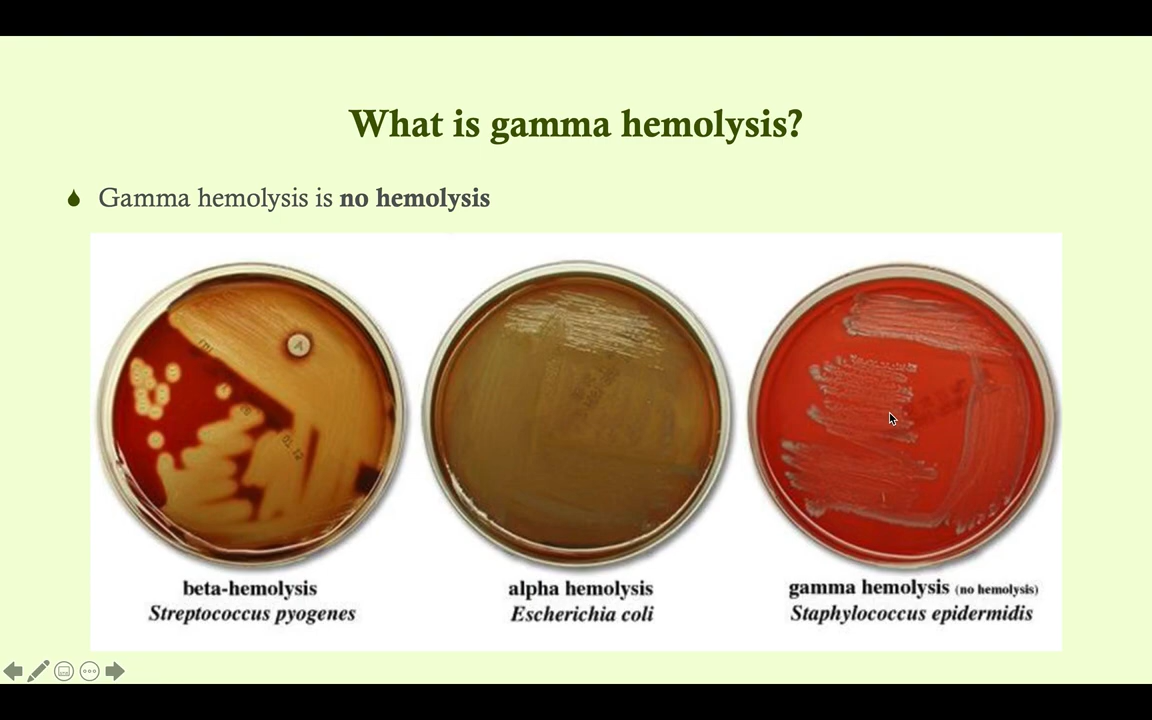 What is gamma hemolysis?
Gamma hemolysis is no hemolysis
A
beta-hemolysis
Streptococcus pyogenes
alpha hemolysis
Escherichia coli
gamma hemolysis (no hemolysis)
Staphylococcus epidermidis